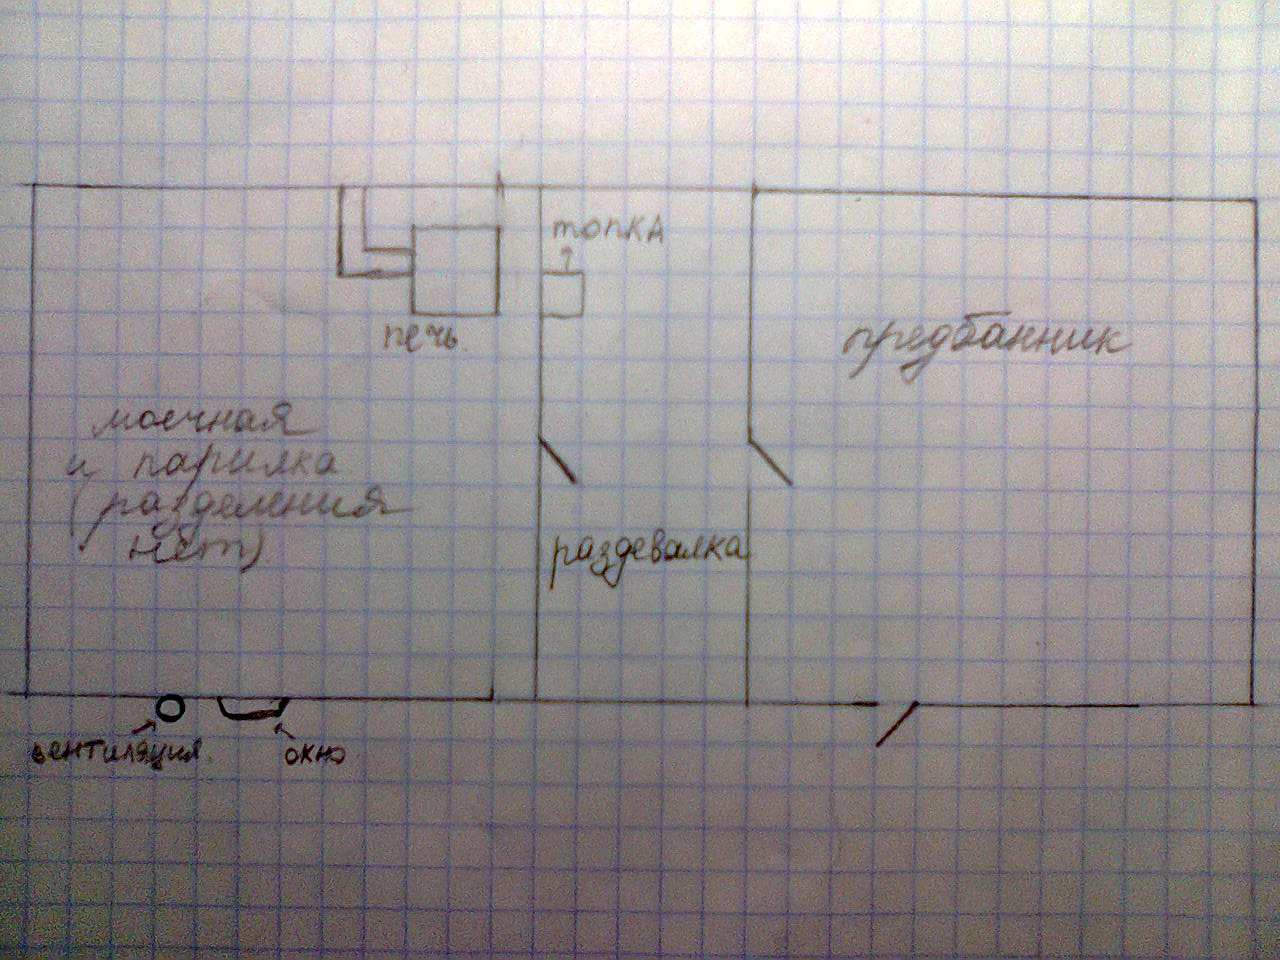 топка
печь.
предбанник
моечная
и парилка
(разделения
нет)
раздевалка
вентиляция.
окно